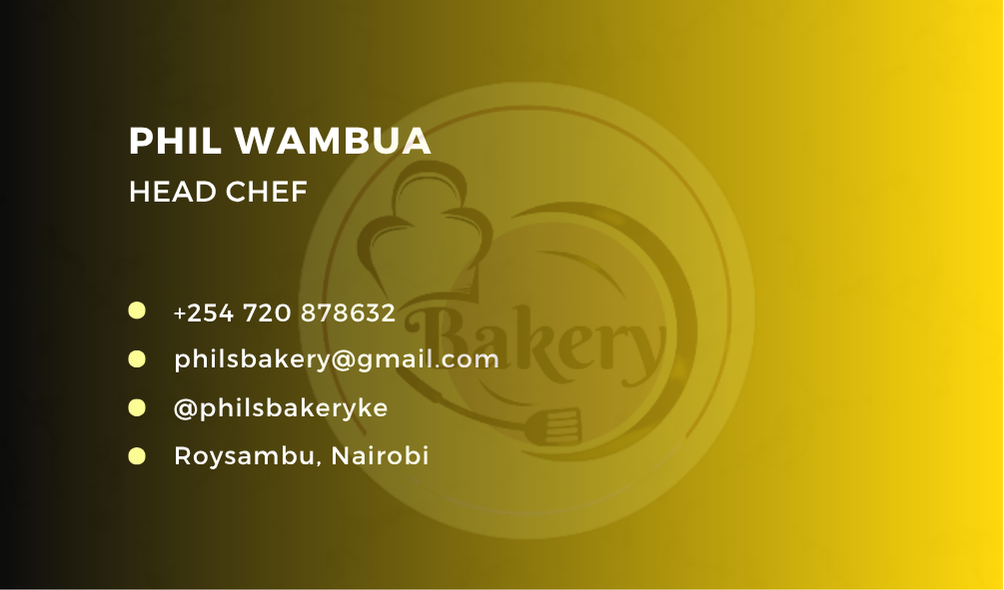 PHIL WAMBUA
HEAD CHEF
+254 720 878632
Bakery
philsbakery@gmail.com
@philsbakeryke
Roysambu, Nairobi